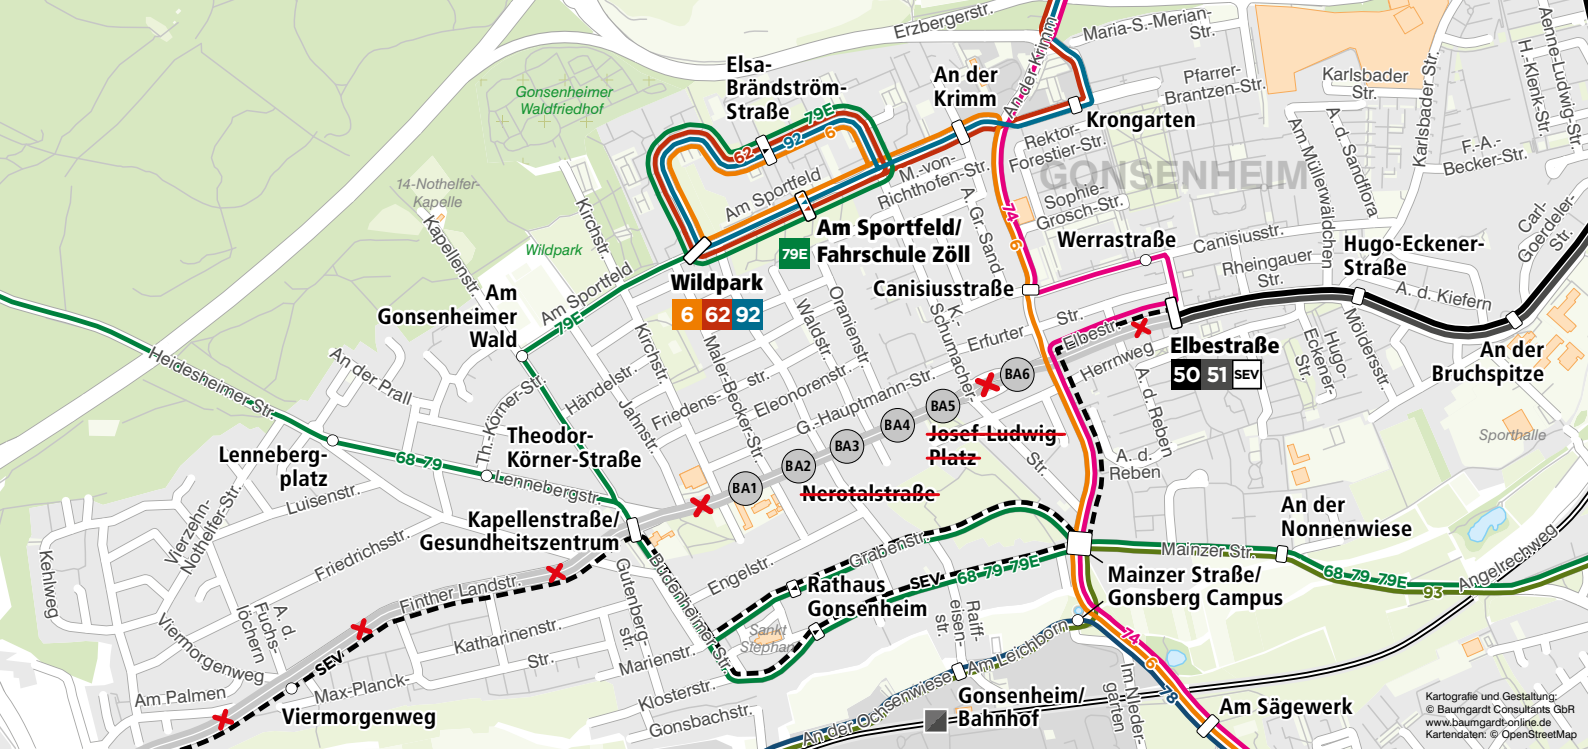 Erzbergerstr.
Maria-S.-Merian-
Str.
An-der-Krimm
Aenne-Ludwig-Str.
H.-Klenk-Str.
Karlsbader
Str.
Karlsbader Str.
Pfarrer-
Brantzen-Str.
A. d. Sandflora
Am Müllerwäldchen
F.-A.-
Becker-Str.
Elsa-
Brändström-
Straße
An der
Krimm
Krongarten
Gonsenheimer
Waldfriedhof
79E
92
6
62
Rektor-
Forestier-Str.
GONSENHEIM
M.-von-
Richthofen-Str.
Am Sportfeld
14-Nothelfer-
Kapelle
Kapellenstr.
Kirchstr.
Wildpark
A. Gr. Sand
Sophie-
Grosch-Str.
74
6
Carl-
Goerdeler-
Str.
Am Sportfeld/
Fahrschule Zöll
79E
Werrastraße
Canisiusstr.
Rheingauer
Str.
Hugo-Eckener-
Straße
A. d. Kiefern
Wildpark
6 62 92
Canisiusstraße
Am
Gonsenheimer
Wald
Am Sportfeld
79E
Oranienstr.
Waldstr.
K.-
Schumacher-
Str.
Erfurter
Str.
Elbestr.
Herrnweg
Elbestraße
50 51 SEV
Hugo-
Eckener-
Str.
Möldersstr.
An der
Bruchspitze
Heidesheimer Str.
An der Prall
Händelstr.
Kirchstr.
Maler-Becker-Str.
Friedens-
str.
Eleonorenstr.
G.-Hauptmann-Str.
Jahnstr.
Th.-Körner-Str.
BA1
BA2
BA3
BA4
BA5
BA6
Josef-Ludwig-
Platz
Nerotalstraße
A. d. Reben
A. d.
Reben
Sporthalle
Lenneberg-
platz
68 79
Theodor-
Körner-Straße
Lennebergstr.
Luisenstr.
Vierzehn-
Nothelfer-Str.
Kapellenstraße/
Gesundheitszentrum
Friedrichsstr.
Kehlweg
Finther Landstr.
Engelstr.
Grabenstr.
An der
Nonnenwiese
Mainzer Str.
68 79 79E
93
Angelrechweg
SEV
68 79 79E
Rathaus
Gonsenheim
Mainzer Straße/
Gonsberg Campus
Budenheimer Str.
Gutenberg-
str.
A. d.
Fuchs-
löchern
Viermorgenweg
Katharinenstr.
Str.
Marienstr.
Sankt
Stephan
Raiff-
eisen-
str.
SEV
Max-Planck-
Am Palmen
Viermorgenweg
Klosterstr.
Gonsbachstr.
An der Ochsenwiese
Am Leichborn
Gonsenheim/
Bahnhof
Im Nieder-
garten
74
6
78
Am Sägewerk
Kartografie und Gestaltung:
© Baumgardt Consultants GbR
www.baumgardt-online.de
Kartendaten: © OpenStreetMap